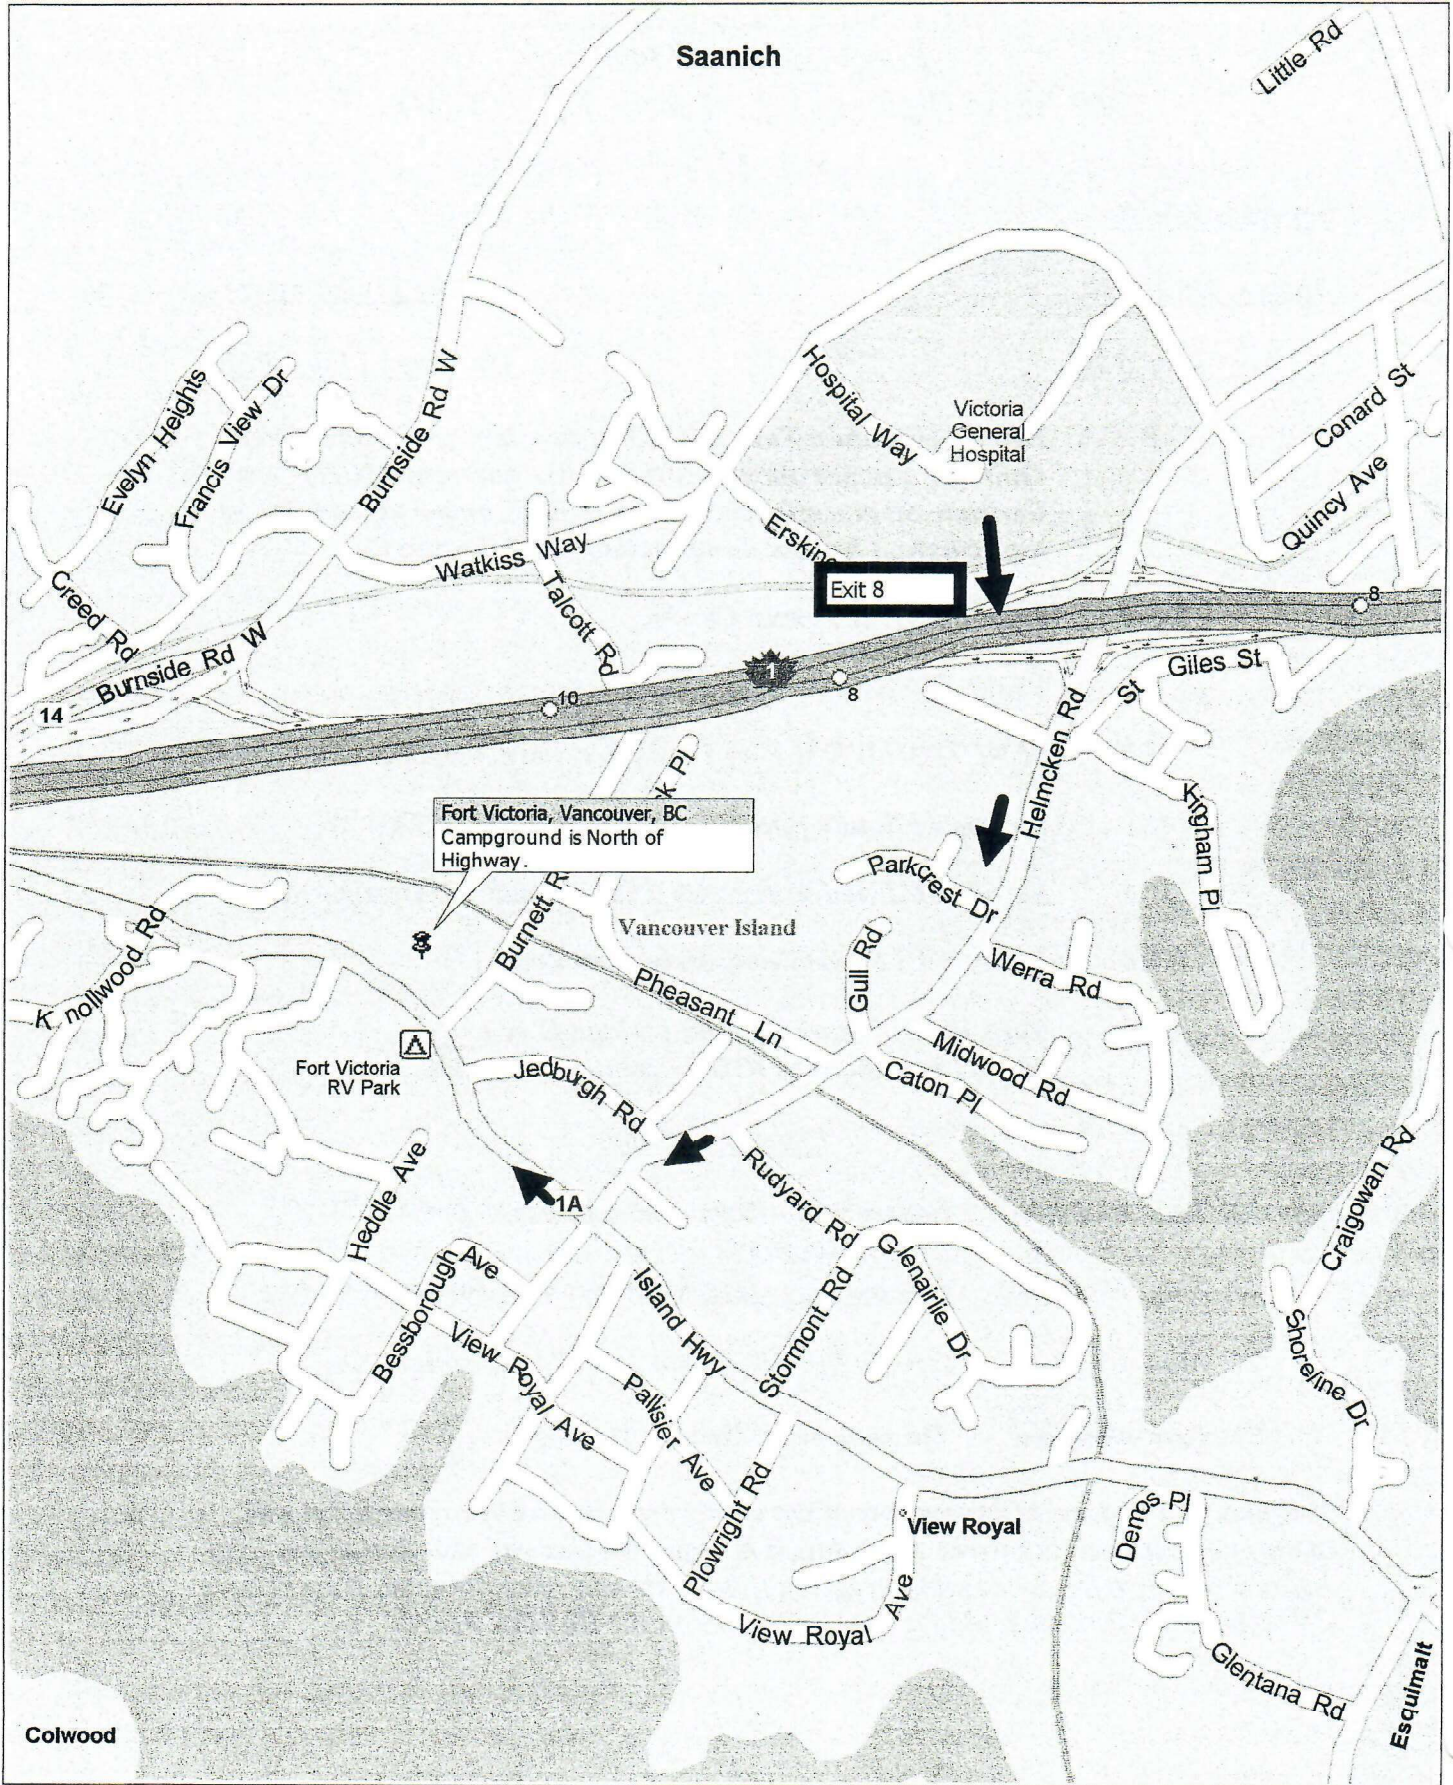 Saanich
Little Rd
Evelyn Heights
Francis View Dr
Burnside Rd W
Hospital Way
Victoria
General
Hospital
Conard St
Quincy Ave
Watkiss Way
Erskine
Talcott Rd
Creed Rd
Burnside Rd W
Exit 8
8
14
10
1
8
Giles St
St
Helmcken Rd
k Pl
Kingham Pl
Fort Victoria, Vancouver, BC
Campground is North of
Highway.
Parkcrest Dr
Burnett R
Vancouver Island
Knollwood Rd
Gull Rd
Werra Rd
Pheasant Ln
Midwood Rd
Caton Pl
Fort Victoria
RV Park
Jedburgh Rd
Heddle Ave
1A
Rudyard Rd
Craigowan Rd
Glenairlie Dr
Bessborough Ave
Island Hwy
Stormont Rd
Shoreline Dr
View Royal Ave
Pallisier Ave
Plowright Rd
View Royal
Demos Pl
View Royal Ave
Glentana Rd
Esquimalt
Colwood